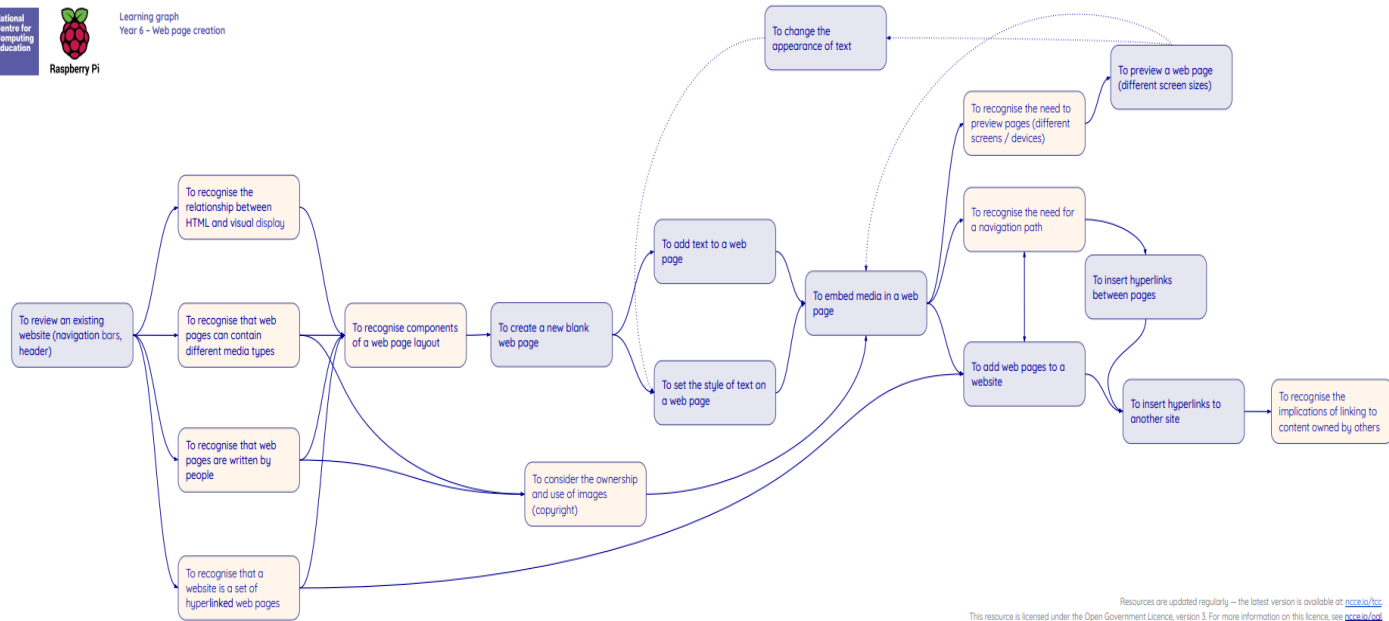 National
Centre for
Computing
Education
Raspberry Pi
Learning graph
Year 6 - Web page creation
To change the
appearance of text
To preview a web page
(different screen sizes)
To recognise the need to
preview pages (different
screens / devices)
To recognise the
relationship between
HTML and visual display
To recognise the need for
a navigation path
To add text to a web
page
To insert hyperlinks
between pages
To embed media in a web
page
To review an existing
website (navigation bars,
header)
To recognise that web
pages can contain
different media types
To recognise components
of a web page layout
To create a new blank
web page
To set the style of text on
a web page
To add web pages to a
website
To insert hyperlinks to
another site
To recognise the
implications of linking to
content owned by others
To recognise that web
pages are written by
people
To consider the ownership
and use of images
(copyright)
To recognise that a
website is a set of
hyperlinked web pages
Resources are updated regularly — the latest version is available at: ncce.io/tcc.
This resource is licensed under the Open Government Licence, version 3. For more information on this licence, see ncce.io/ogl.